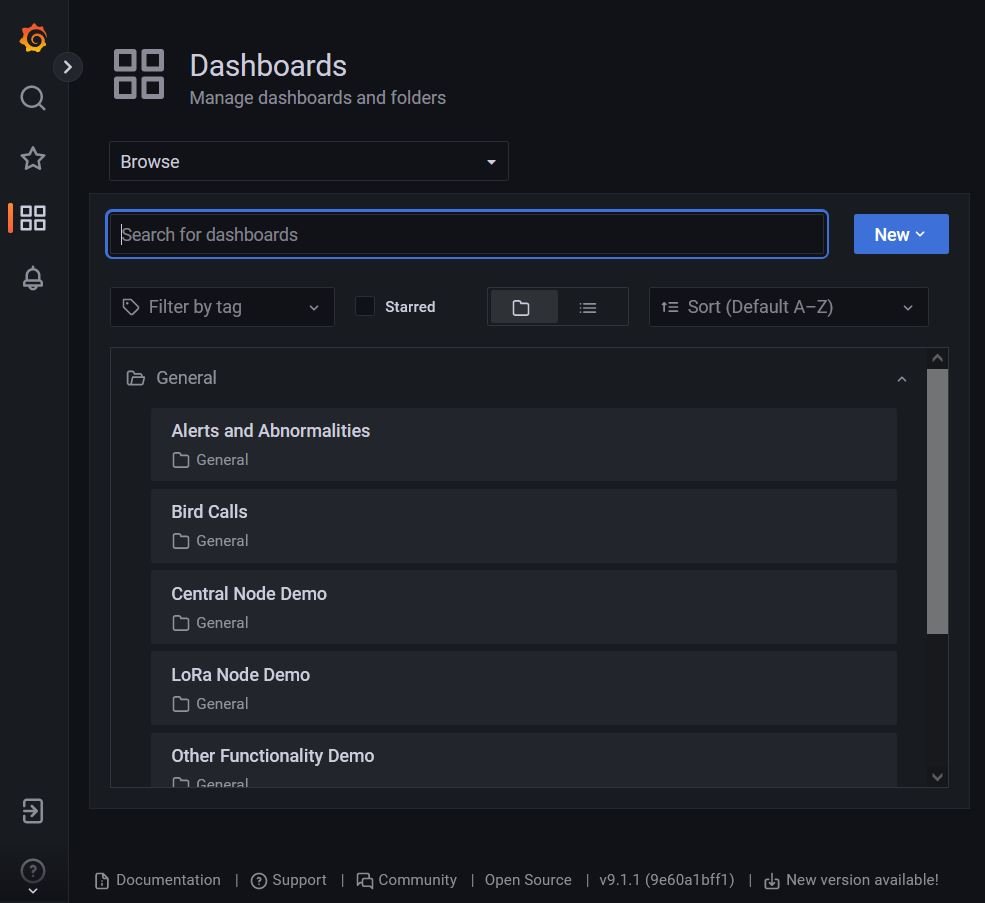 Dashboards
Manage dashboards and folders
Browse
Search for dashboards
New
Filter by tag
Starred
Sort (Default A–Z)
General
Alerts and Abnormalities
General
Bird Calls
General
Central Node Demo
General
LoRa Node Demo
General
Other Functionality Demo
General
Documentation | Support | Community | Open Source | v9.1.1 (9e60a1bff1) | New version available!